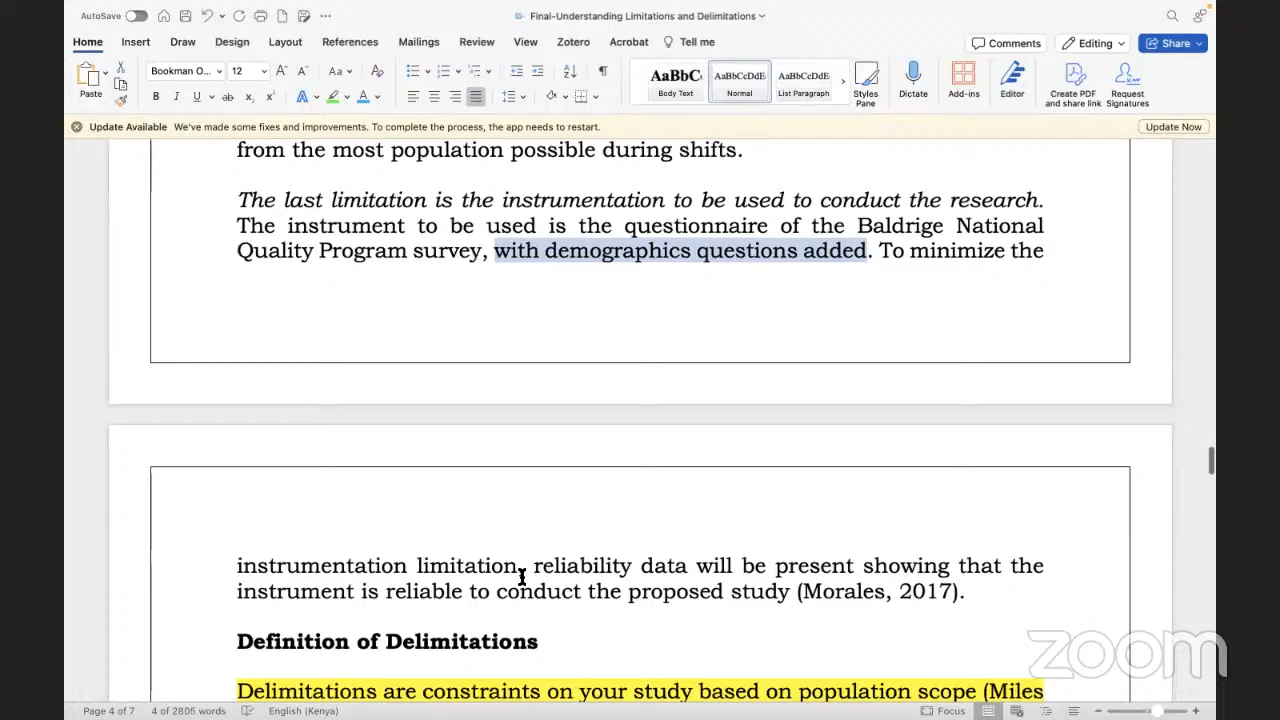 AutoSave
Final-Understanding Limitations and Delimitations
Home Insert Draw Design Layout References Mailings Review View Zotero Acrobat Tell me Comments Editing Share
Paste Bookman O... 12 Aa AaBbC Body Text AaBbCcDdE Normal AaBbCcDdE List Paragraph Styles Pane Dictate Add-ins Editor Create PDF and share link Request Signatures
Update Available We've made some fixes and improvements. To complete the process, the app needs to restart. Update Now
from the most population possible during shifts.
The last limitation is the instrumentation to be used to conduct the research.
The instrument to be used is the questionnaire of the Baldrige National
Quality Program survey, with demographics questions added. To minimize the
instrumentation limitation, reliability data will be present showing that the
instrument is reliable to conduct the proposed study (Morales, 2017).
Definition of Delimitations
Delimitations are constraints on your study based on population scope (Miles
zoom
Page 4 of 7 4 of 2806 words English (Kenya) Focus